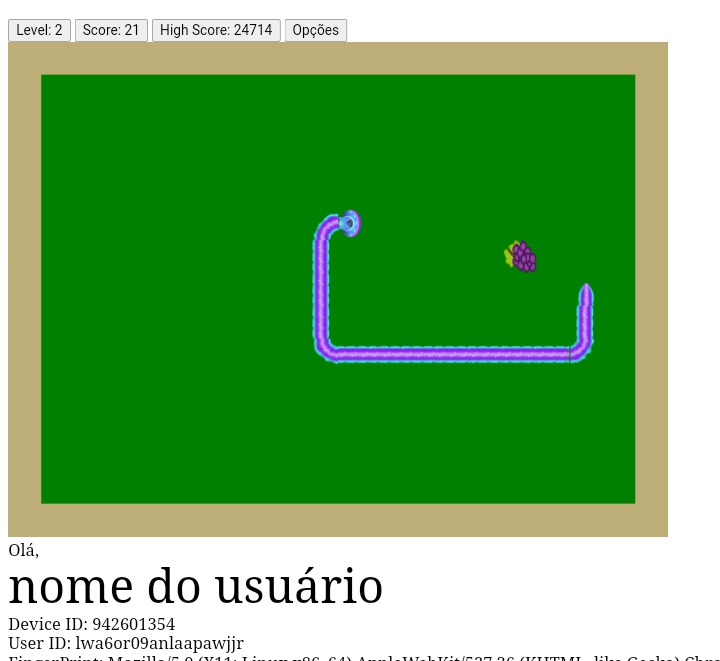 Level: 2 Score: 21 High Score: 24714 Opções
Olá,
nome do usuário
Device ID: 942601354
User ID: lwa6or09anlaapawjjr
FingerPrint: Mozilla/5.0 (X11; Linux x86_64) AppleWebKit/537.36 (KHTML, like Gecko)